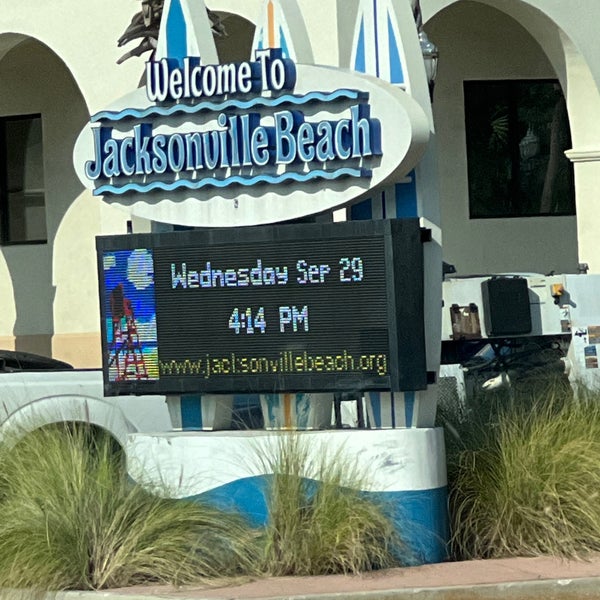 Welcome To
Jacksonville Beach
Wednesday Sep 29
4:14 PM
www.jacksonvillebeach.org